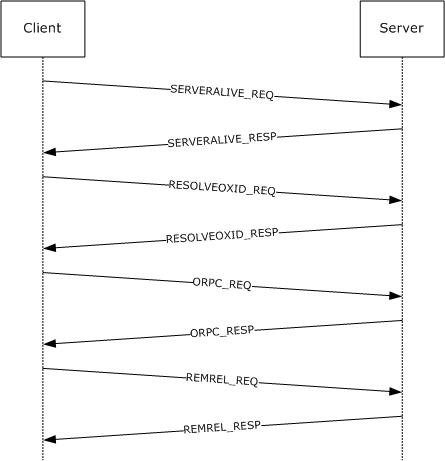 Client
Server
SERVERALIVE_REQ
SERVERALIVE_RESP
RESOLVEOXID_REQ
RESOLVEOXID_RESP
ORPC_REQ
ORPC_RESP
REMREL_REQ
REMREL_RESP